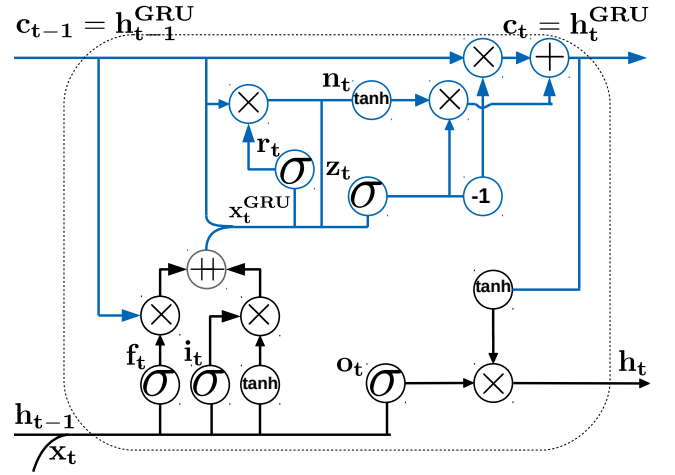 c_{t-1} = h_{t-1}^{GRU}
c_t = h_t^{GRU}
×
+
n_t
tanh
×
×
r_t
σ
z_t
σ
-1
x_t^{GRU}
⧺
tanh
×
×
f_t
i_t
o_t
h_t
σ
σ
tanh
σ
×
h_{t-1}
x_t